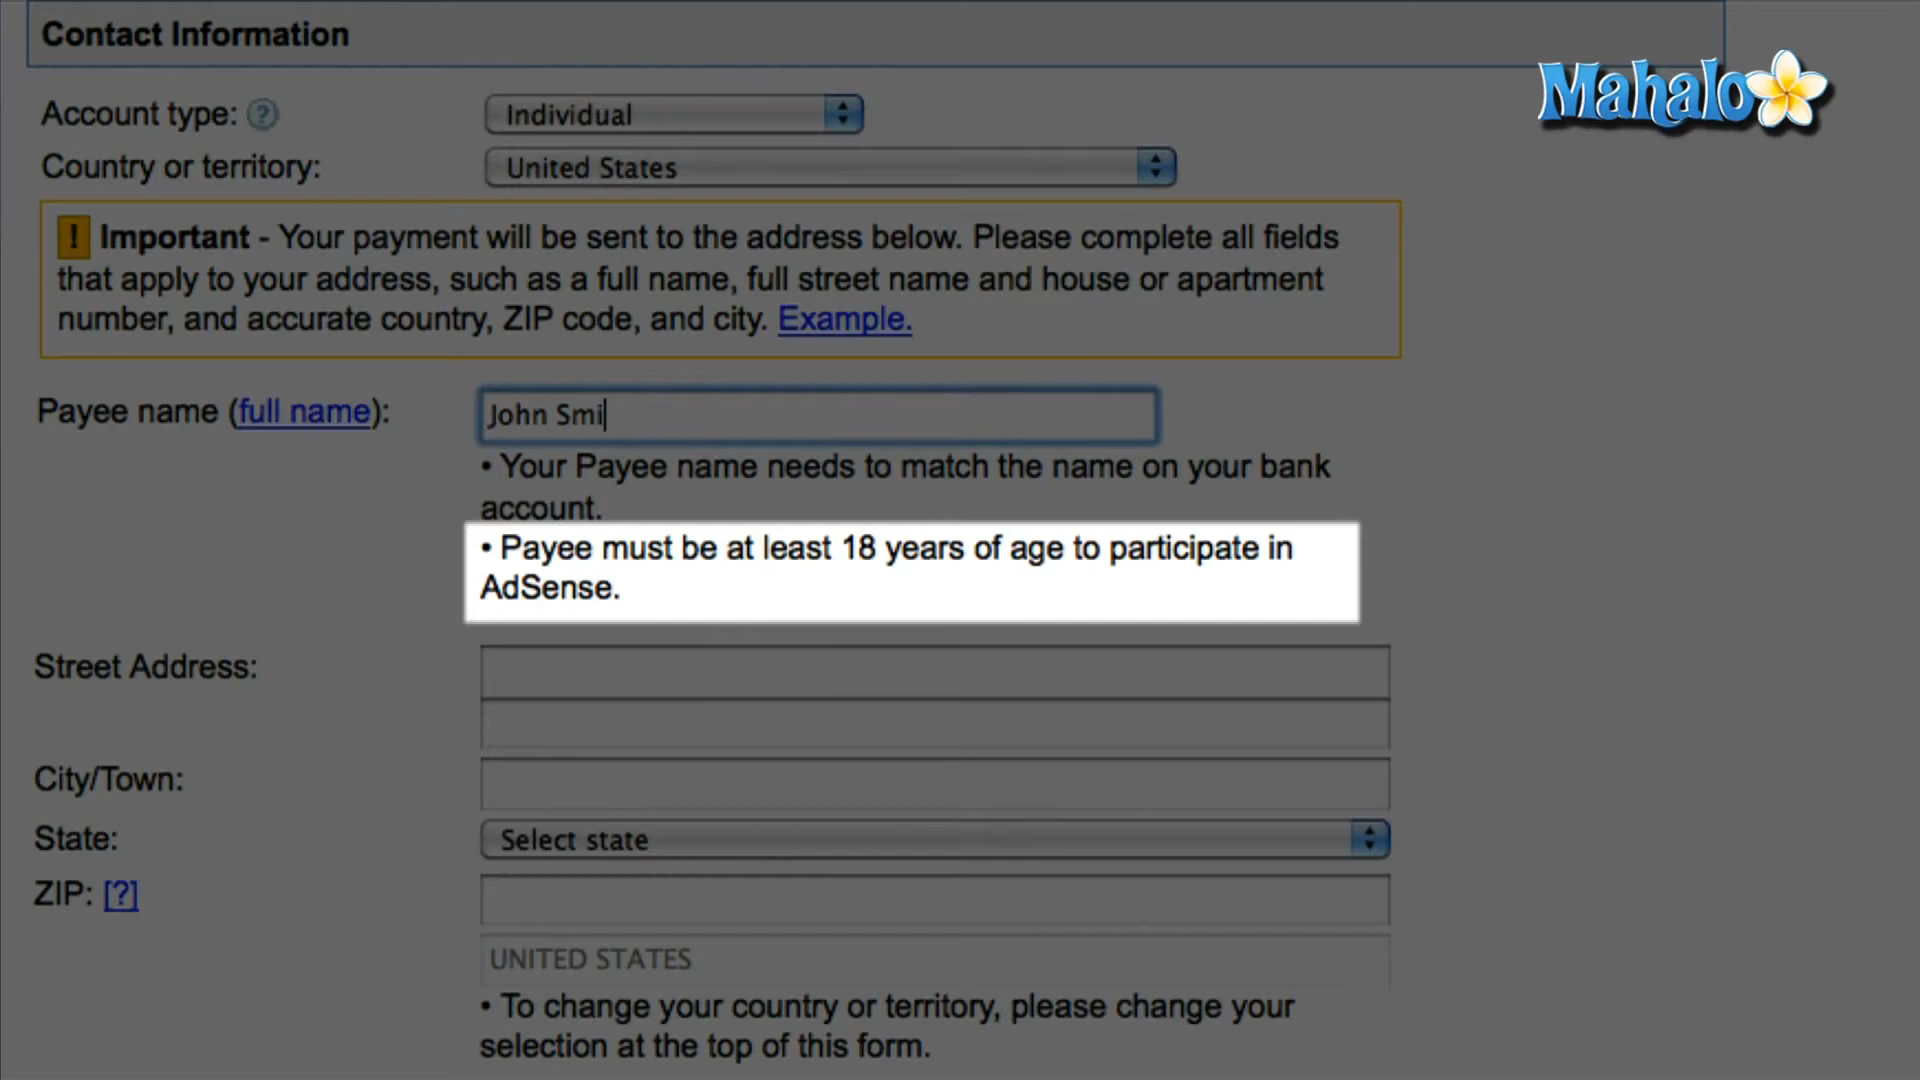 Contact Information
Mahalo
Account type: ? Individual
Country or territory: United States
! Important - Your payment will be sent to the address below. Please complete all fields
that apply to your address, such as a full name, full street name and house or apartment
number, and accurate country, ZIP code, and city. Example.
Payee name (full name): John Smi
• Your Payee name needs to match the name on your bank
account.
• Payee must be at least 18 years of age to participate in
AdSense.
Street Address:
City/Town:
State: Select state
ZIP: [?]
UNITED STATES
• To change your country or territory, please change your
selection at the top of this form.